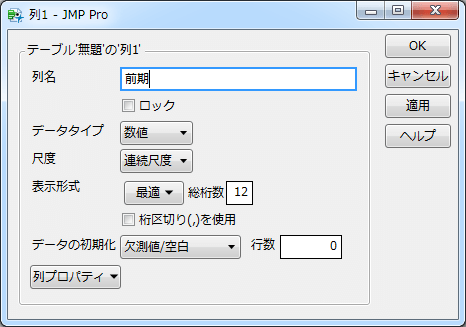 列1 - JMP Pro
テーブル'無題'の'列1'
列名 前期
ロック
データタイプ 数値
尺度 連続尺度
表示形式 最適 総桁数 12
桁区切り(,)を使用
データの初期化 欠測値/空白 行数 0
列プロパティ
OK
キャンセル
適用
ヘルプ